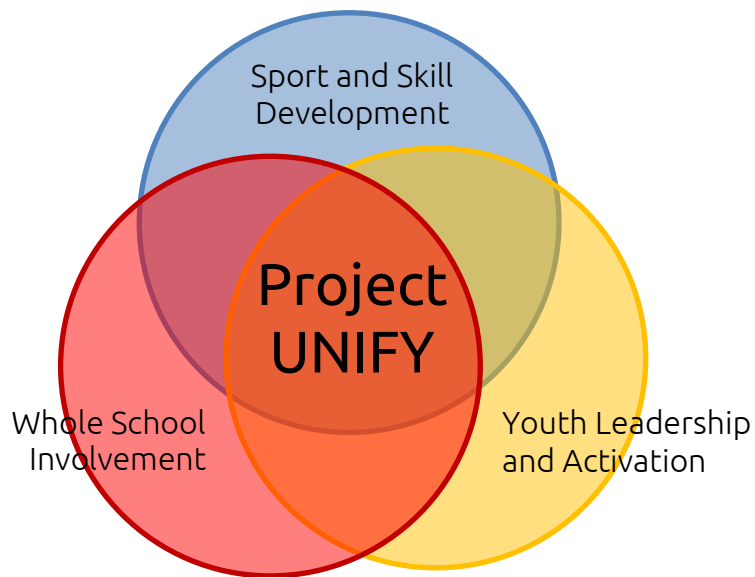 Sport and Skill
Development
Project
UNIFY
Whole School
Involvement
Youth Leadership
and Activation